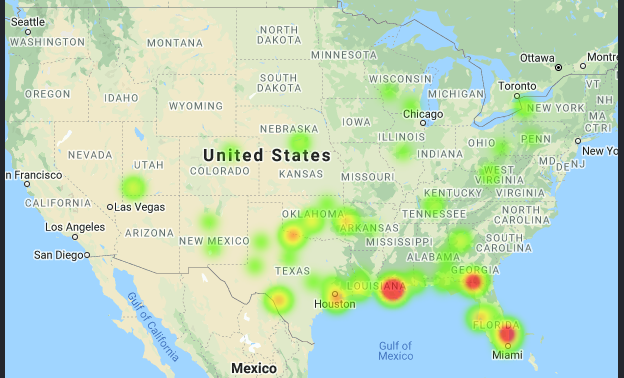 Seattle
WASHINGTON
MONTANA
NORTH
DAKOTA
MINNESOTA
Ottawa
Montre
OREGON
IDAHO
WYOMING
SOUTH
DAKOTA
WISCONSIN
MICHIGAN
Toronto
NEW YORK
VT
NH
MA
CT RI
Chicago
IOWA
NEBRASKA
ILLINOIS
INDIANA
OHIO
PENN
New Yo
NEVADA
UTAH
United States
COLORADO
KANSAS
MISSOURI
WEST
VIRGINIA
MD
DE
NJ
n Francisco
CALIFORNIA
Las Vegas
KENTUCKY
VIRGINIA
OKLAHOMA
ARKANSAS
TENNESSEE
NORTH
CAROLINA
Los Angeles
ARIZONA
NEW MEXICO
MISSISSIPPI
SOUTH
CAROLINA
San Diego
TEXAS
ALABAMA
GEORGIA
LOUISIANA
Houston
Gulf of California
FLORIDA
Gulf of
Mexico
Miami
Mexico